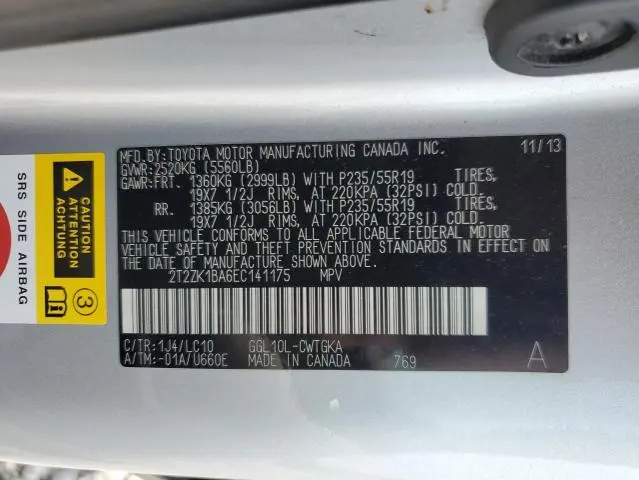 MFD.BY:TOYOTA MOTOR MANUFACTURING CANADA INC. 11/13
GVWR:2520KG (5560LB)
GAWR:FRT. 1360KG (2999LB) WITH P235/55R19 TIRES,
19X7 1/2J RIMS, AT 220KPA (32PSI) COLD.
RR. 1385KG (3056LB) WITH P235/55R19 TIRES,
19X7 1/2J RIMS, AT 220KPA (32PSI) COLD.
THIS VEHICLE CONFORMS TO ALL APPLICABLE FEDERAL MOTOR
VEHICLE SAFETY AND THEFT PREVENTION STANDARDS IN EFFECT ON
THE DATE OF MANUFACTURE SHOWN ABOVE.
2T2ZK1BA6EC141175 MPV
C/TR:1J4/LC10 GGL10L-CWTGKA
A/TM:-01A/U660E MADE IN CANADA 769 A
SRS SIDE AIRBAG
CAUTION
ATTENTION
ACHTUNG
3